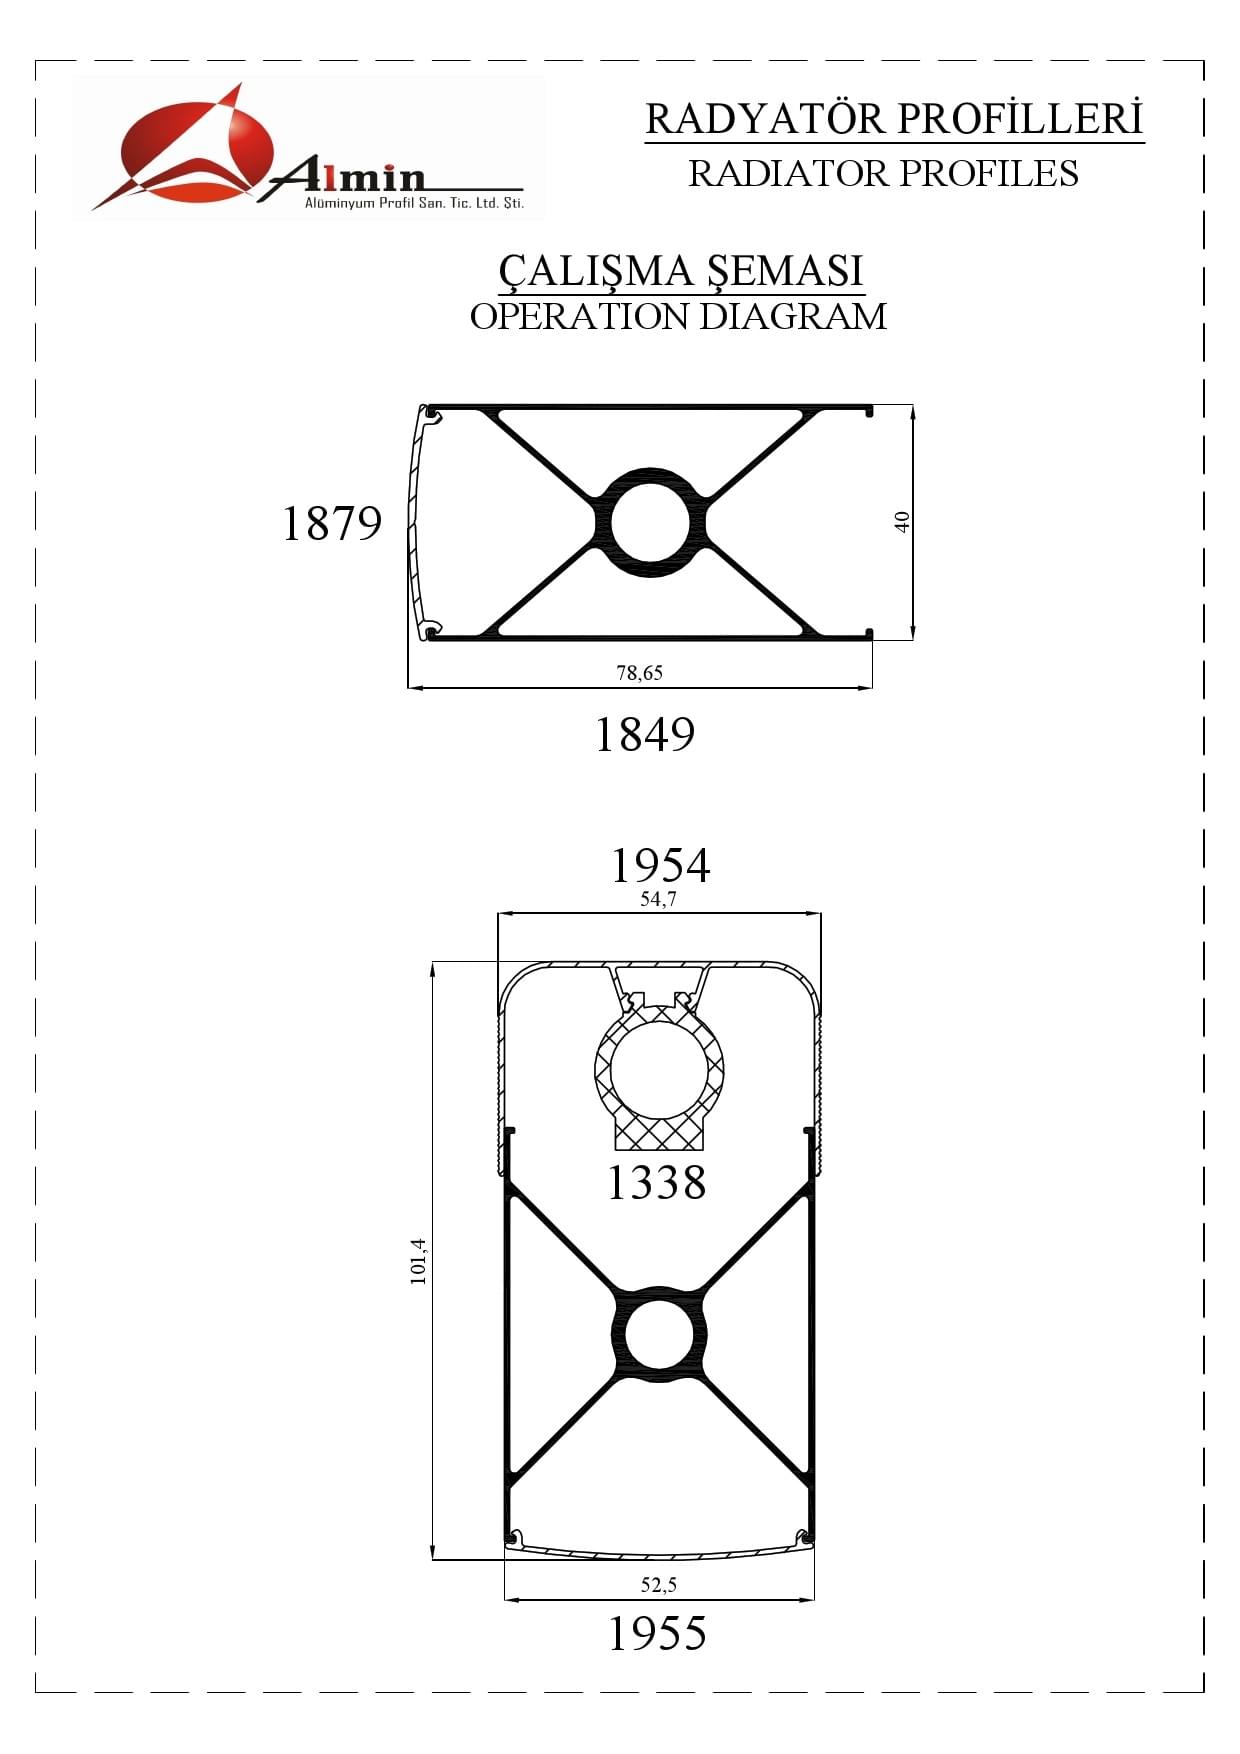 Almin
Alüminyum Profil San. Tic. Ltd. Şti.
RADYATÖR PROFİLLERİ
RADIATOR PROFILES
ÇALIŞMA ŞEMASI
OPERATION DIAGRAM
1879
40
78,65
1849
1954
54,7
1338
101,4
52,5
1955